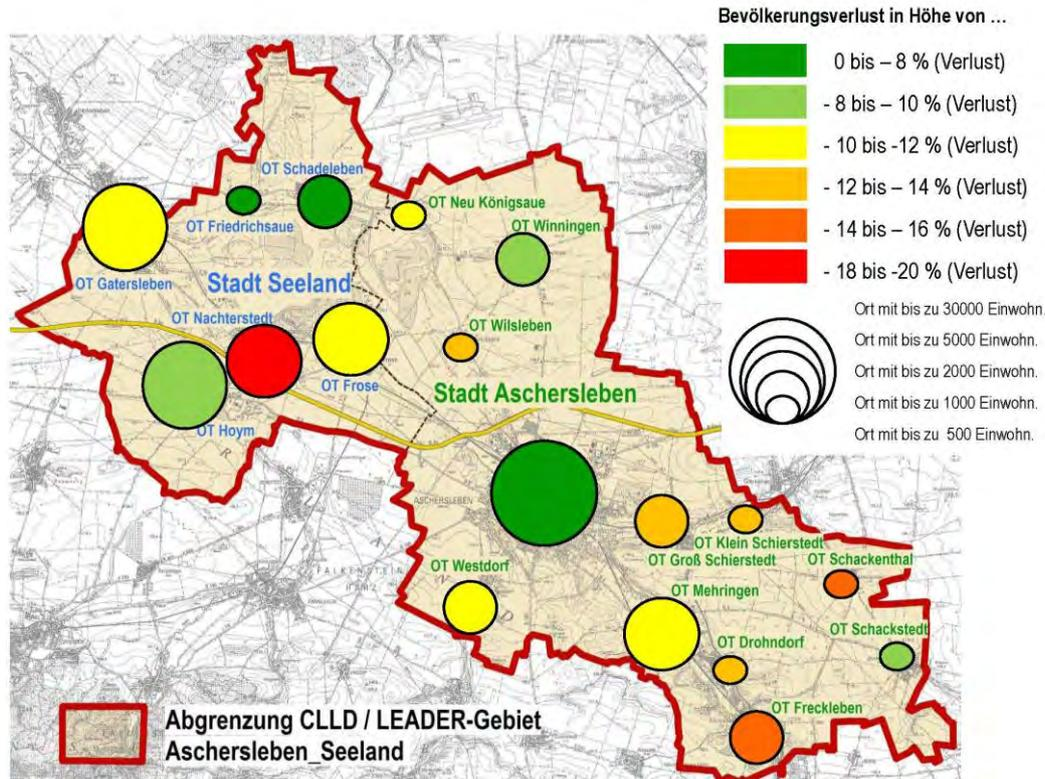 Bevölkerungsverlust in Höhe von ...
0 bis – 8 % (Verlust)
- 8 bis – 10 % (Verlust)
- 10 bis -12 % (Verlust)
- 12 bis – 14 % (Verlust)
- 14 bis – 16 % (Verlust)
- 18 bis -20 % (Verlust)
Ort mit bis zu 30000 Einwohn.
Ort mit bis zu 5000 Einwohn.
Ort mit bis zu 2000 Einwohn.
Ort mit bis zu 1000 Einwohn.
Ort mit bis zu 500 Einwohn.
OT Schadeleben
OT Friedrichsaue
OT Neu Königsaue
OT Winningen
OT Gatersleben
Stadt Seeland
OT Nachterstedt
OT Wilsleben
OT Frose
Stadt Aschersleben
OT Hoym
ASCHERSLEBEN
OT Klein Schierstedt
OT Groß Schierstedt
OT Schackenthal
OT Westdorf
FALKENSTEIN
HARZ
OT Mehringen
OT Schackstedt
OT Drohndorf
OT Freckleben
Abgrenzung CLLD / LEADER-Gebiet
Aschersleben_Seeland